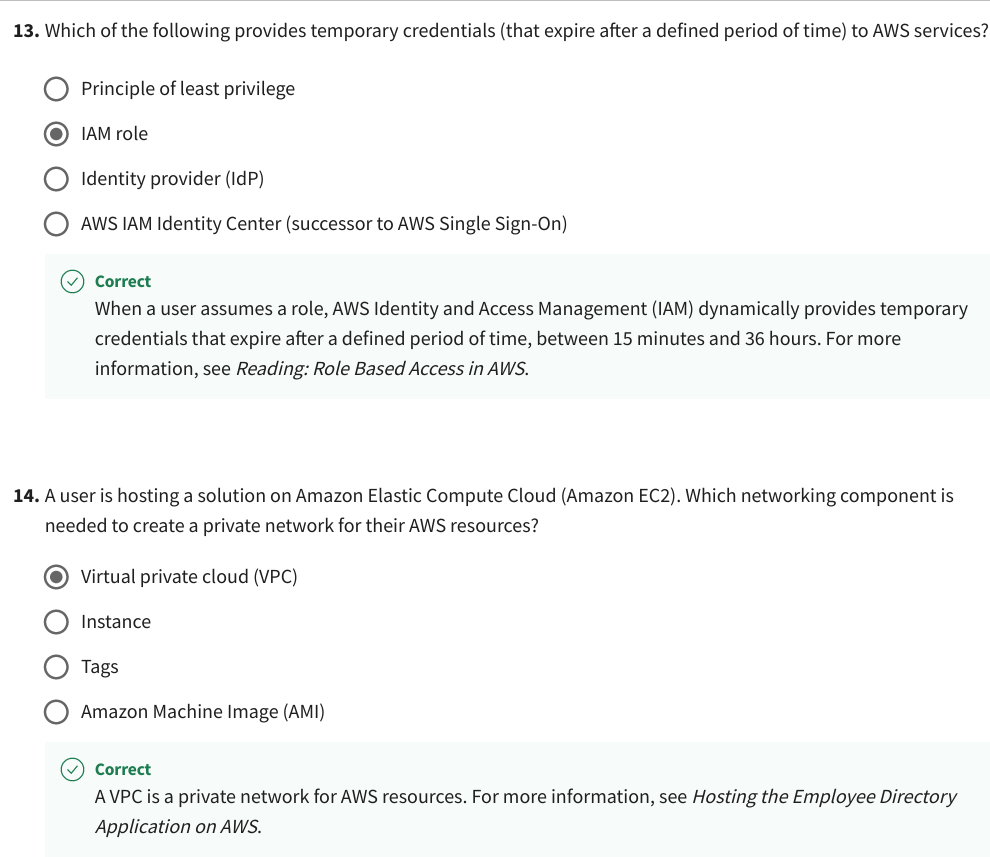 13. Which of the following provides temporary credentials (that expire after a defined period of time) to AWS services?
Principle of least privilege
IAM role
Identity provider (IdP)
AWS IAM Identity Center (successor to AWS Single Sign-On)
Correct
When a user assumes a role, AWS Identity and Access Management (IAM) dynamically provides temporary
credentials that expire after a defined period of time, between 15 minutes and 36 hours. For more
information, see Reading: Role Based Access in AWS.
14. A user is hosting a solution on Amazon Elastic Compute Cloud (Amazon EC2). Which networking component is
needed to create a private network for their AWS resources?
Virtual private cloud (VPC)
Instance
Tags
Amazon Machine Image (AMI)
Correct
A VPC is a private network for AWS resources. For more information, see Hosting the Employee Directory
Application on AWS.